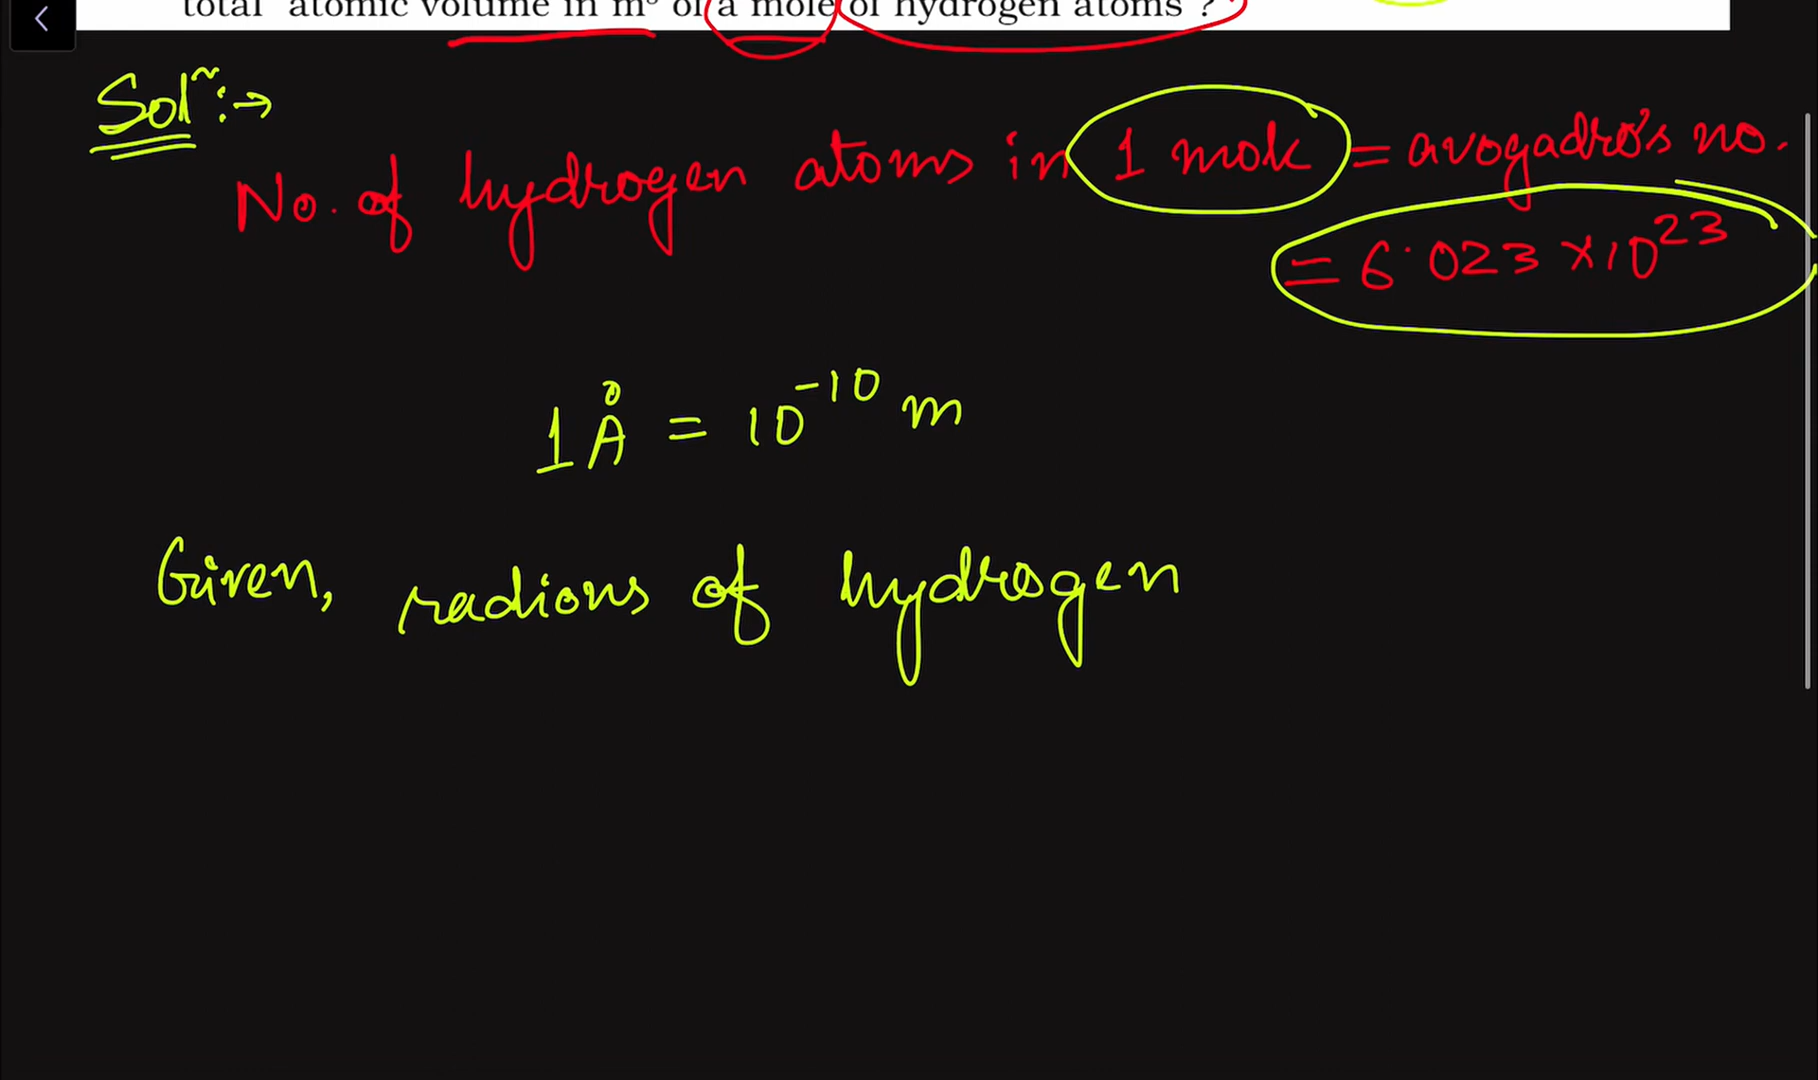 total atomic volume in m³ of a mole of hydrogen atoms ?
Solⁿ :→
No. of hydrogen atoms in 1 mole = avogadro's no.
= 6.023 × 10²³
1 Å = 10⁻¹⁰ m
Given, radious of hydrogen